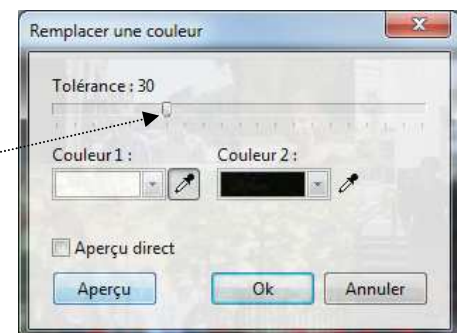 Remplacer une couleur
Tolérance : 30
Couleur 1 : Couleur 2 :
Aperçu direct
Aperçu Ok Annuler